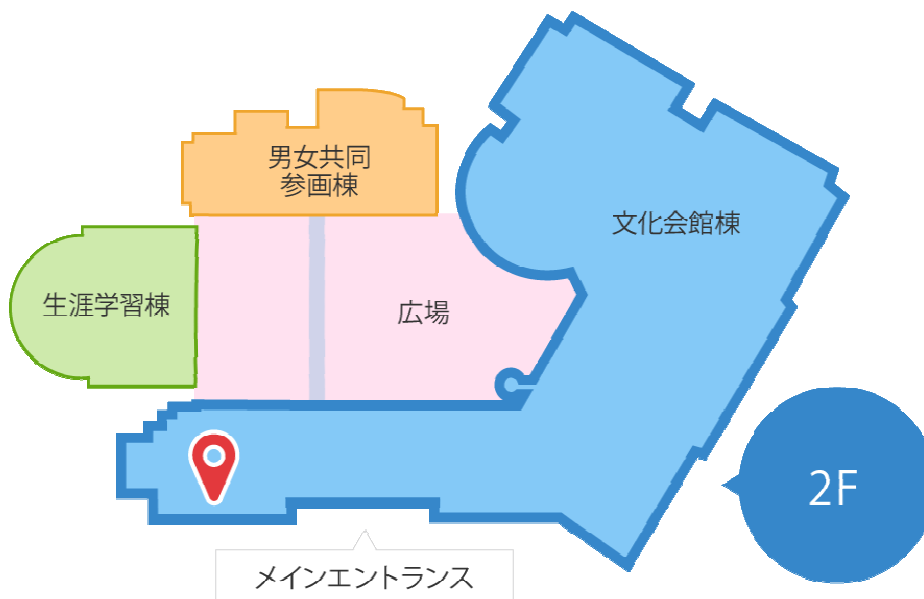 男女共同
参画棟
文化会館棟
生涯学習棟
広場
2F
メインエントランス